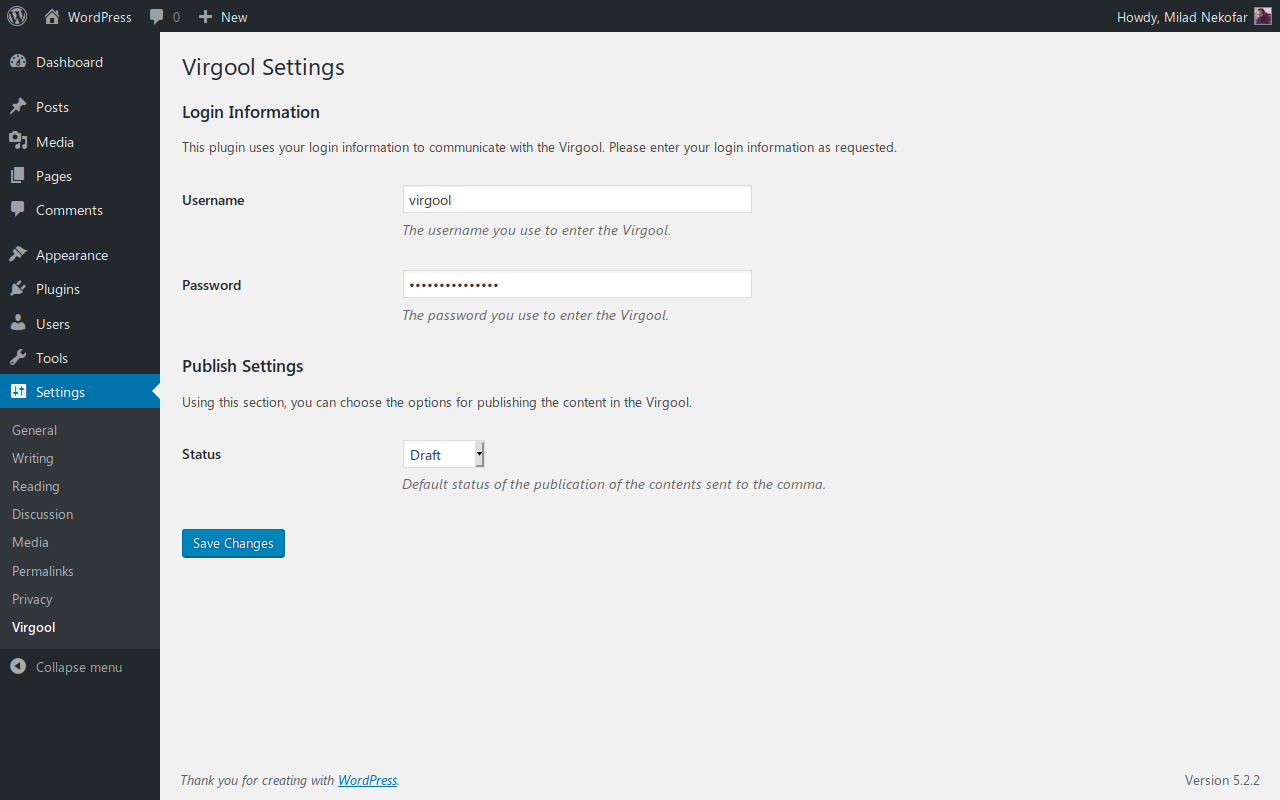 WordPress 0 New Howdy, Milad Nekofar
Dashboard
Posts
Media
Pages
Comments
Appearance
Plugins
Users
Tools
Settings
General
Writing
Reading
Discussion
Media
Permalinks
Privacy
Virgool
Collapse menu
Virgool Settings
Login Information
This plugin uses your login information to communicate with the Virgool. Please enter your login information as requested.
Username virgool
The username you use to enter the Virgool.
Password •••••••••••••••
The password you use to enter the Virgool.
Publish Settings
Using this section, you can choose the options for publishing the content in the Virgool.
Status Draft
Default status of the publication of the contents sent to the comma.
Save Changes
Thank you for creating with WordPress. Version 5.2.2